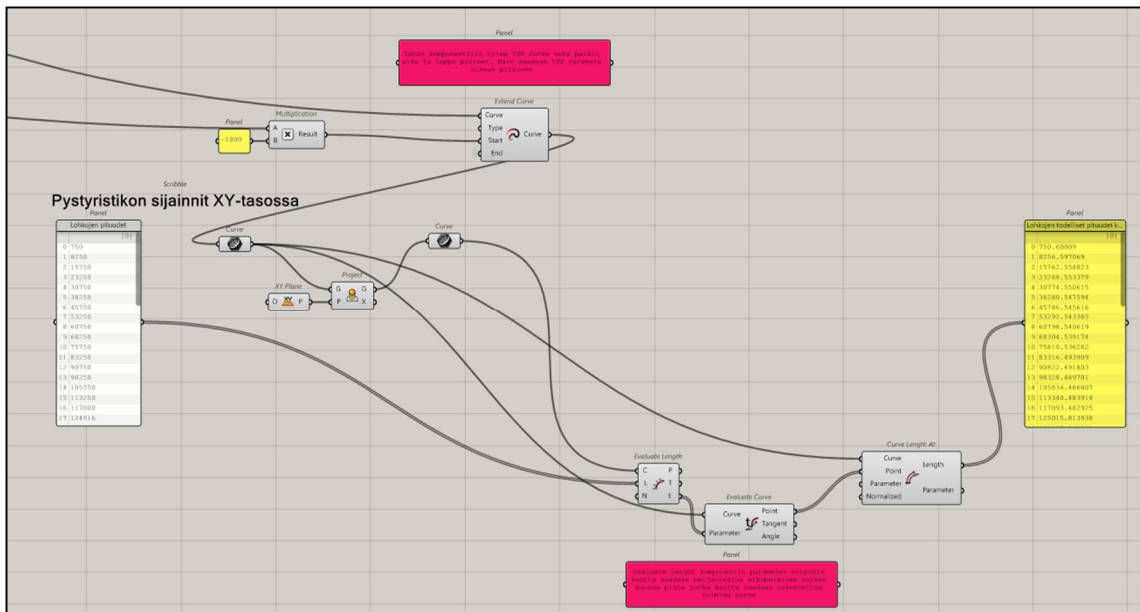 Panel
Tähän komponenttiin tulee TSV curve sekä palkin
alku ja loppu pisteet. Näin saadaan TSV curvesta
oikean pituinen
Extend Curve
Curve
Type
Start
End
Curve
Multiplication
A
B
Result
Panel
-1000
Scribble
Pystyristikon sijainnit XY-tasossa
Panel
Lohkojen pituudet
{0}
0 750
1 8250
2 15750
3 23250
4 30750
5 38250
6 45750
7 53250
8 60750
9 68250
10 75750
11 83250
12 90750
13 98250
14 105750
15 113250
16 117000
17 124916
Curve
Curve
XY Plane
O
XY
P
Project
G
P
G
X
Panel
Lohkojen todelliset pituudet k...
{0}
0 750.60009
1 8256.597069
2 15762.554823
3 23268.553379
4 30774.550615
5 38280.547594
6 45786.545616
7 53292.543385
8 60798.540619
9 68304.539174
10 75810.536282
11 83316.493909
12 90822.491803
13 98328.489701
14 105834.486807
15 113340.483914
16 117093.482925
17 125015.813938
Evaluate Length
C
L
N
P
T
t
Evaluate Curve
Curve
Parameter
Point
Tangent
Angle
Curve Length At
Curve
Point
Parameter
Normalized
Length
Parameter
Panel
Evaluate Lenght komponentin parameter outputin
kautta saadaan heijastettua alkuperäisen curven
kanssa piste jonka kautta saadaan rakennettua
toimiva curve